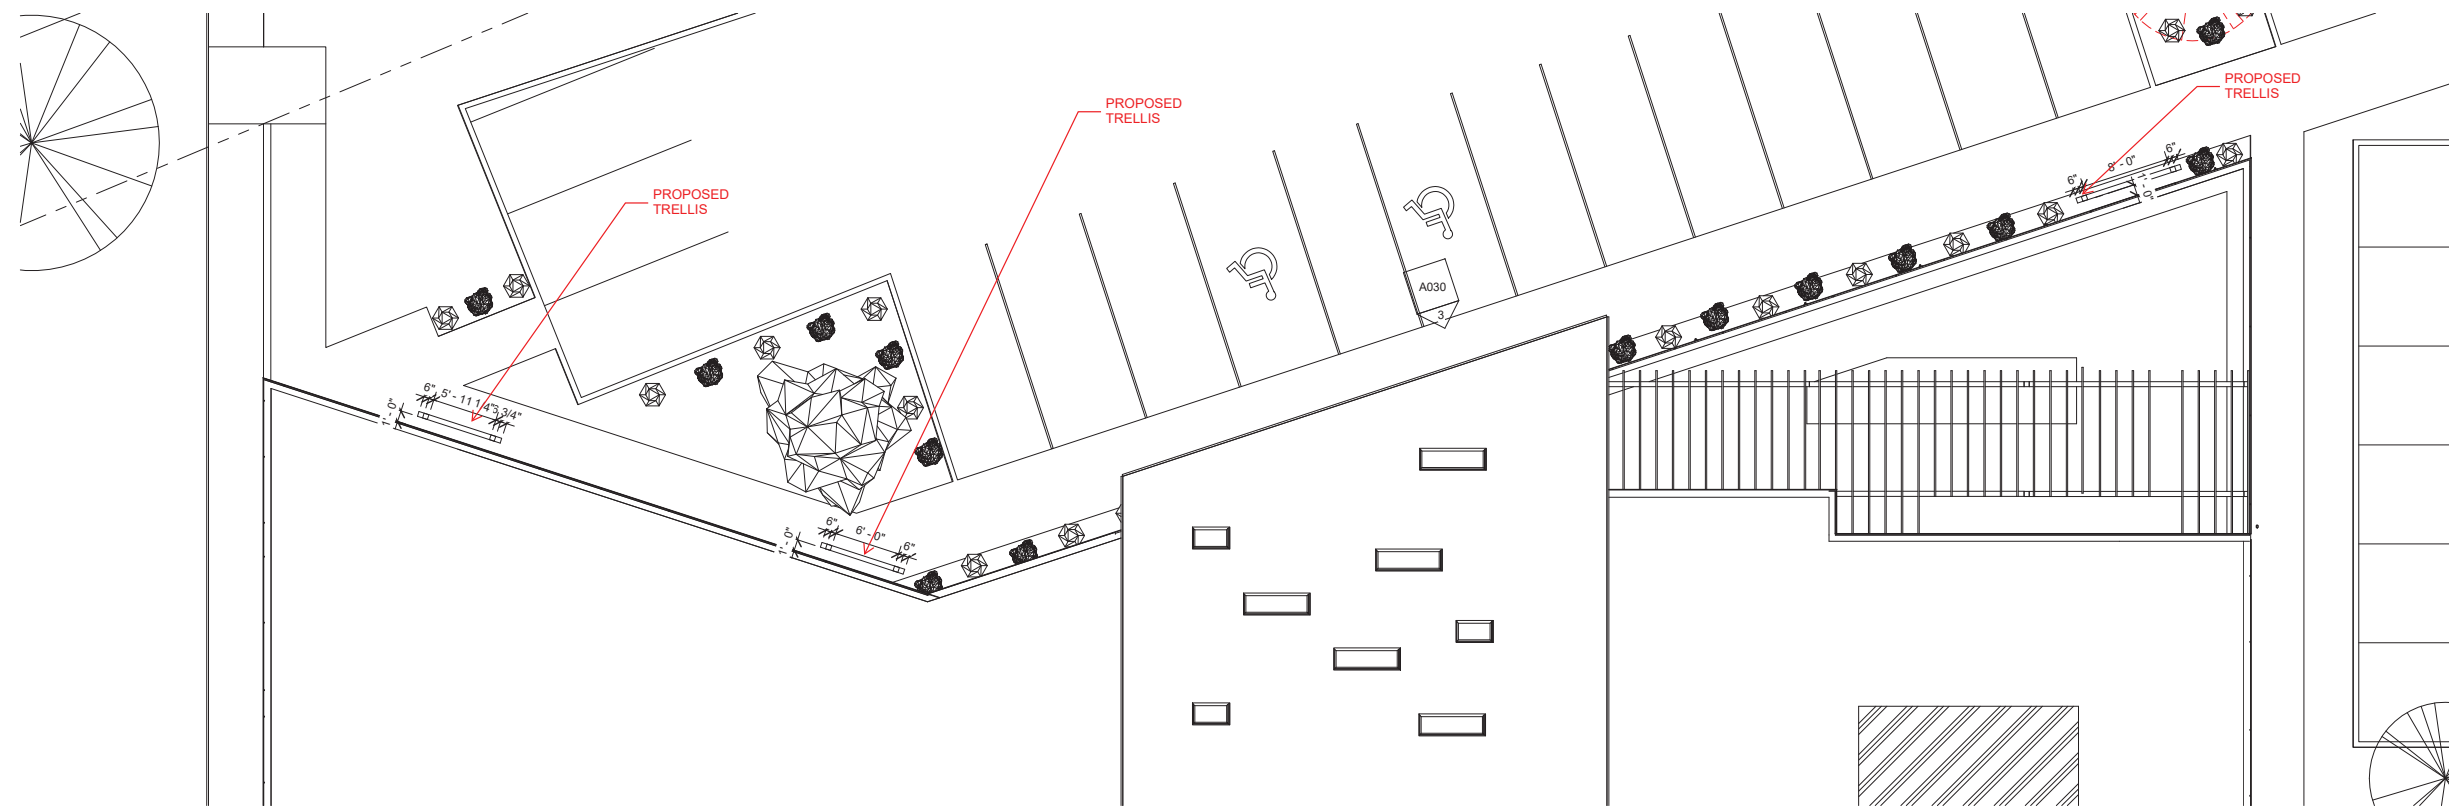 PROPOSED
TRELLIS
PROPOSED
TRELLIS
PROPOSED
TRELLIS
6"
8' - 0"
6"
1' - 0"
A030
3
6"
5' - 11 1/4"
3/4"
1' - 0"
6"
6' - 0"
6"
1' - 0"